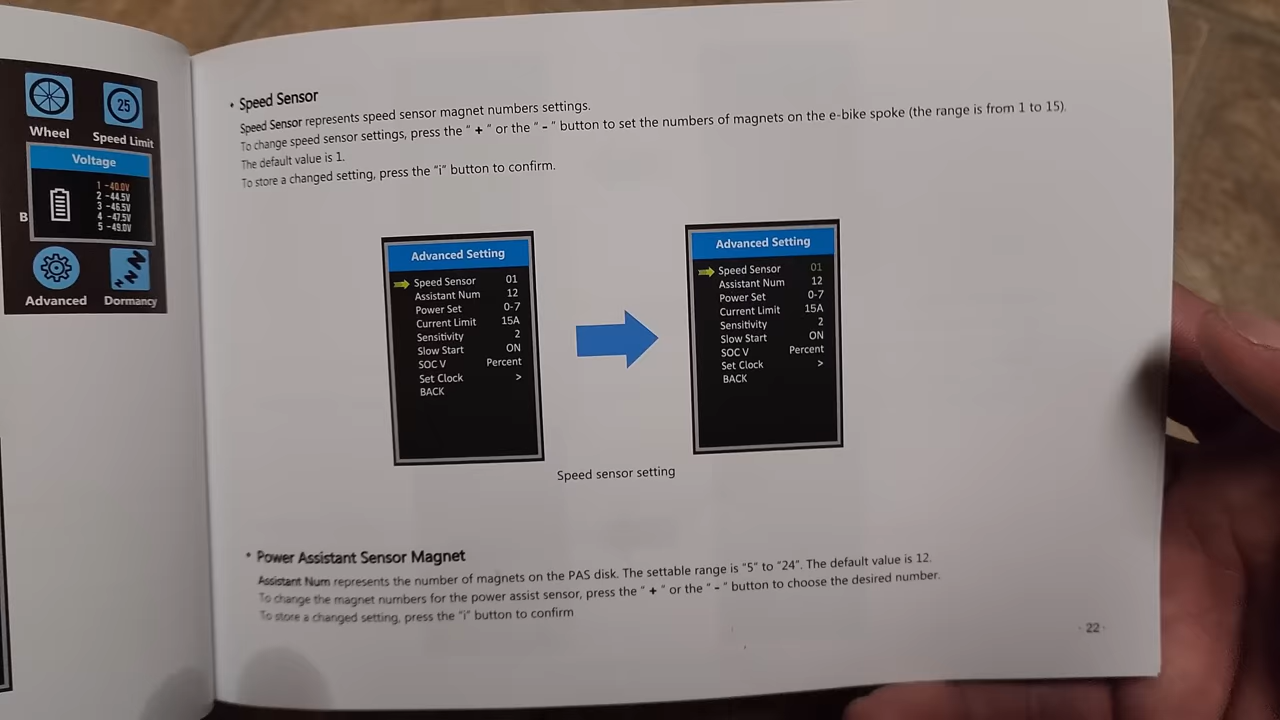 Wheel
25
Speed Limit
Voltage
1 -40.0V
2 -44.5V
3 -46.5V
4 -47.5V
5 -49.0V
B
Advanced
Dormancy
• Speed Sensor
Speed Sensor represents speed sensor magnet numbers settings.
To change speed sensor settings, press the " + " or the " - " button to set the numbers of magnets on the e-bike spoke (the range is from 1 to 15).
The default value is 1.
To store a changed setting, press the "i" button to confirm.
Advanced Setting
Speed Sensor 01
Assistant Num 12
Power Set 0-7
Current Limit 15A
Sensitivity 2
Slow Start ON
SOC V Percent
Set Clock >
BACK
Advanced Setting
Speed Sensor 01
Assistant Num 12
Power Set 0-7
Current Limit 15A
Sensitivity 2
Slow Start ON
SOC V Percent
Set Clock >
BACK
Speed sensor setting
* Power Assistant Sensor Magnet
Assistant Num represents the number of magnets on the PAS disk. The settable range is "5" to "24". The default value is 12.
To change the magnet numbers for the power assist sensor, press the " + " or the " - " button to choose the desired number.
To store a changed setting, press the "i" button to confirm
· 22 ·